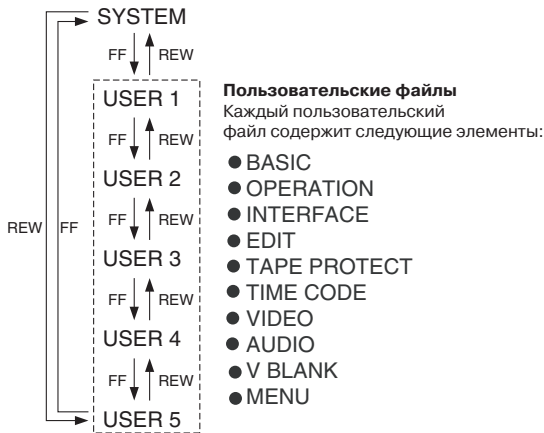 SYSTEM
FF REW
USER 1
FF REW
USER 2
FF REW
USER 3
FF REW
USER 4
FF REW
USER 5
REW FF
Пользовательские файлы
Каждый пользовательский
файл содержит следующие элементы:
● BASIC
● OPERATION
● INTERFACE
● EDIT
● TAPE PROTECT
● TIME CODE
● VIDEO
● AUDIO
● V BLANK
● MENU